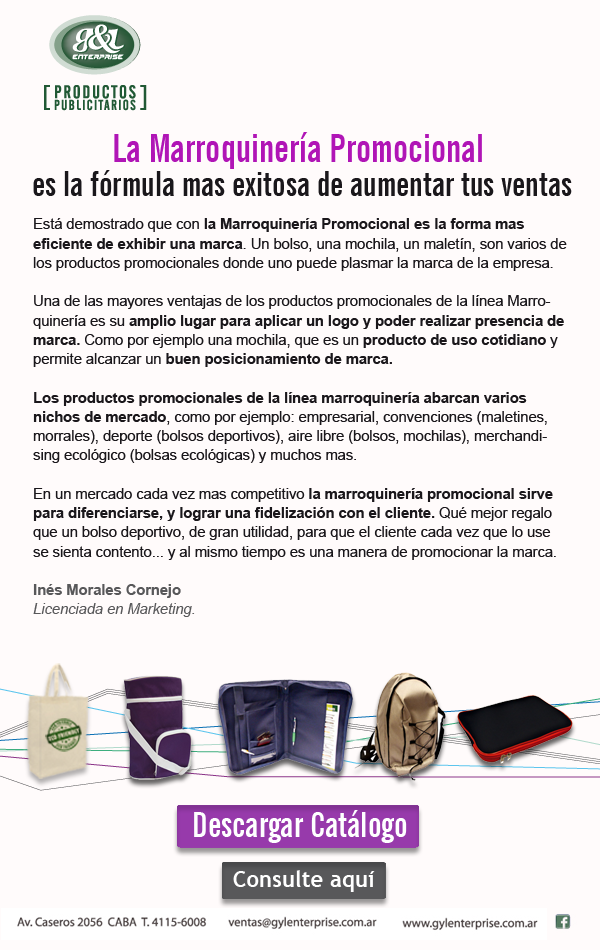 g&l
ENTERPRISE
[PRODUCTOS
PUBLICITARIOS]
La Marroquinería Promocional
es la fórmula mas exitosa de aumentar tus ventas
Está demostrado que con la Marroquinería Promocional es la forma mas
eficiente de exhibir una marca. Un bolso, una mochila, un maletín, son varios de
los productos promocionales donde uno puede plasmar la marca de la empresa.
Una de las mayores ventajas de los productos promocionales de la línea Marro-
quinería es su amplio lugar para aplicar un logo y poder realizar presencia de
marca. Como por ejemplo una mochila, que es un producto de uso cotidiano y
permite alcanzar un buen posicionamiento de marca.
Los productos promocionales de la línea marroquinería abarcan varios
nichos de mercado, como por ejemplo: empresarial, convenciones (maletines,
morrales), deporte (bolsos deportivos), aire libre (bolsos, mochilas), merchandi-
sing ecológico (bolsas ecológicas) y muchos mas.
En un mercado cada vez mas competitivo la marroquinería promocional sirve
para diferenciarse, y lograr una fidelización con el cliente. Qué mejor regalo
que un bolso deportivo, de gran utilidad, para que el cliente cada vez que lo use
se sienta contento... y al mismo tiempo es una manera de promocionar la marca.
Inés Morales Cornejo
Licenciada en Marketing.
ECO FRIENDLY
Descargar Catálogo
Consulte aquí
Av. Caseros 2056 CABA T. 4115-6008 ventas@gylenterprise.com.ar www.gylenterprise.com.ar f